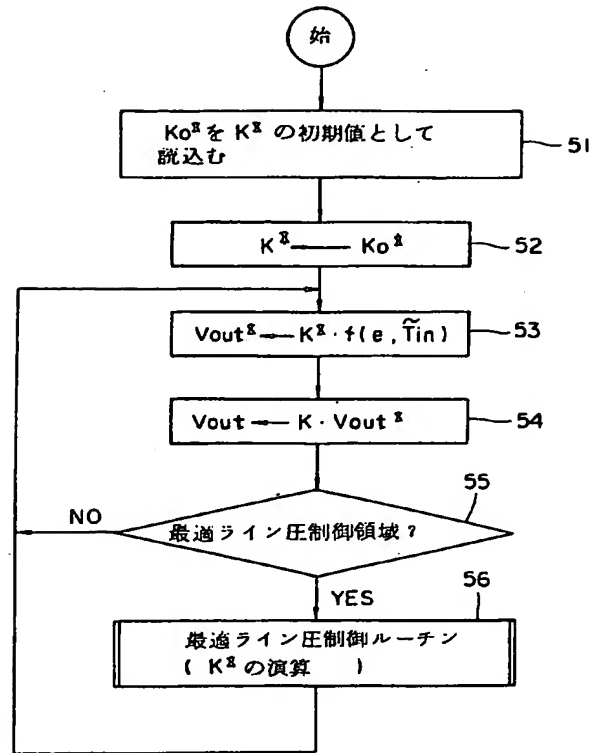 始
Ko※ を K※ の初期値として
読込む
51
K※ ← Ko※
52
Vout※ ← K※・f(e, T̃in)
53
Vout ← K・Vout※
54
55
NO
最適ライン圧制御領域?
YES
56
最適ライン圧制御ルーチン
( K※ の演算 )